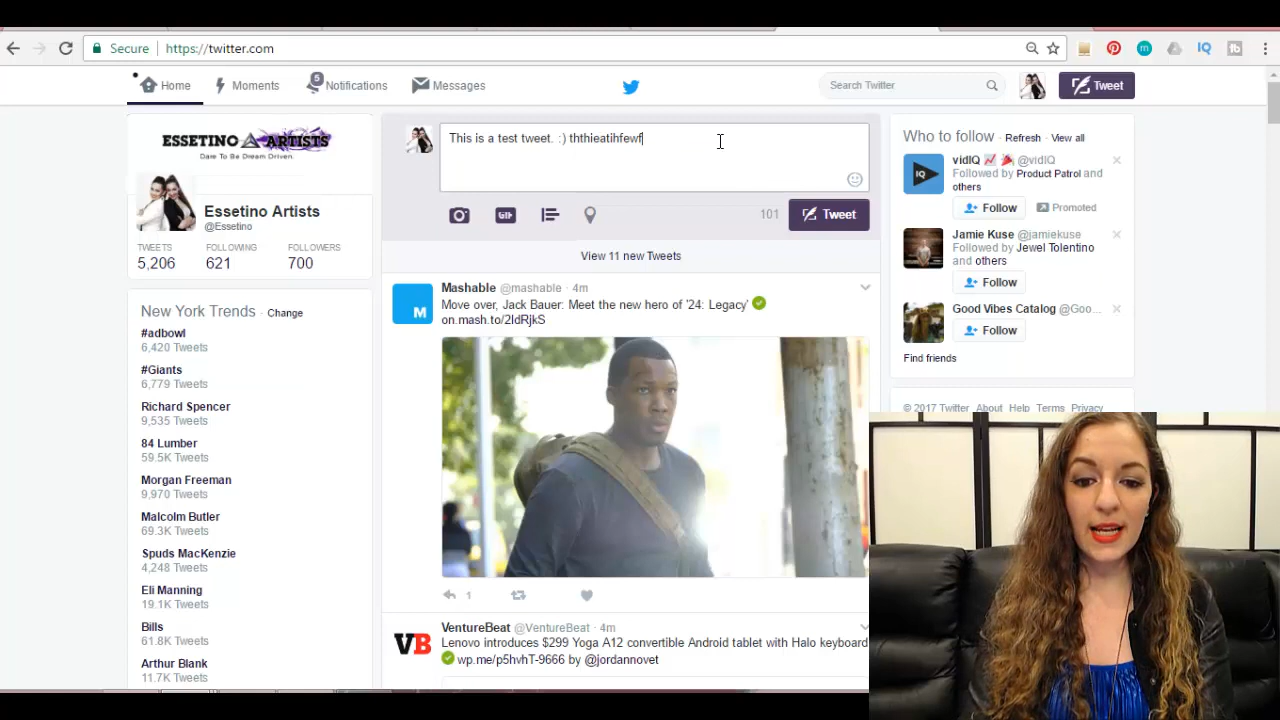 Secure https://twitter.com
Home Moments 5 Notifications Messages Search Twitter Tweet
ESSETINO ARTISTS
Dare To Be Dream Driven.
Essetino Artists
@Essetino
TWEETS FOLLOWING FOLLOWERS
5,206 621 700
New York Trends · Change
#adbowl
6,420 Tweets
#Giants
6,779 Tweets
Richard Spencer
9,535 Tweets
84 Lumber
59.5K Tweets
Morgan Freeman
9,970 Tweets
Malcolm Butler
69.3K Tweets
Spuds MacKenzie
4,248 Tweets
Eli Manning
19.1K Tweets
Bills
61.8K Tweets
Arthur Blank
11.7K Tweets
This is a test tweet. :) ththieatihfewf
GIF 101 Tweet
View 11 new Tweets
M
Mashable @mashable · 4m
Move over, Jack Bauer: Meet the new hero of '24: Legacy'
on.mash.to/2ldRjkS
1
VB
VentureBeat @VentureBeat · 4m
Lenovo introduces $299 Yoga A12 convertible Android tablet with Halo keyboard
wp.me/p5hvhT-9666 by @jordannovet
Who to follow · Refresh · View all
IQ
vidIQ @vidIQ
Followed by Product Patrol and
others
Follow Promoted
Jamie Kuse @jamiekuse
Followed by Jewel Tolentino
and others
Follow
Good Vibes Catalog @Goo...
Follow
Find friends
© 2017 Twitter About Help Terms Privacy